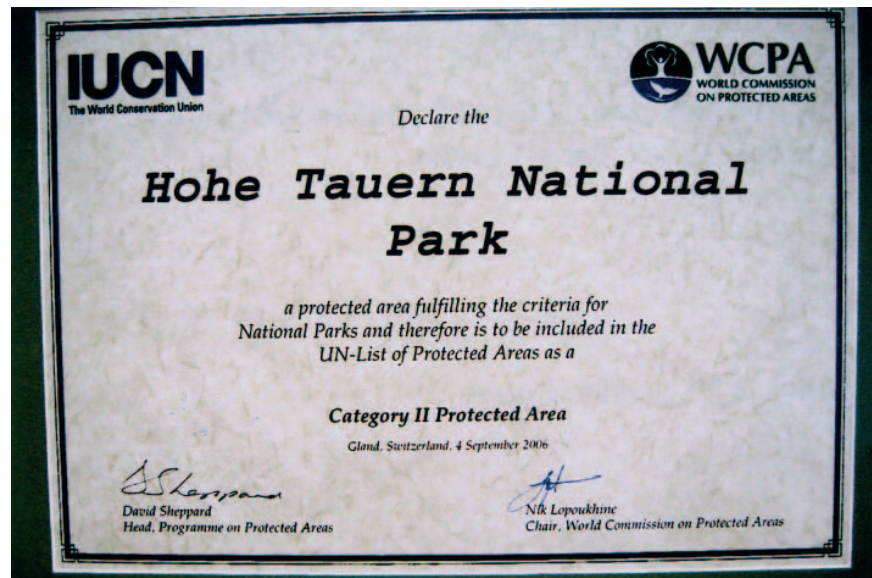 IUCN
The World Conservation Union
WCPA
WORLD COMMISSION
ON PROTECTED AREAS
Declare the
Hohe Tauern National
Park
a protected area fulfilling the criteria for
National Parks and therefore is to be included in the
UN-List of Protected Areas as a
Category II Protected Area
Gland, Switzerland, 4 September 2006
DSheppard
David Sheppard
Head, Programme on Protected Areas
Nik Lopoukhine
Chair, World Commission on Protected Areas